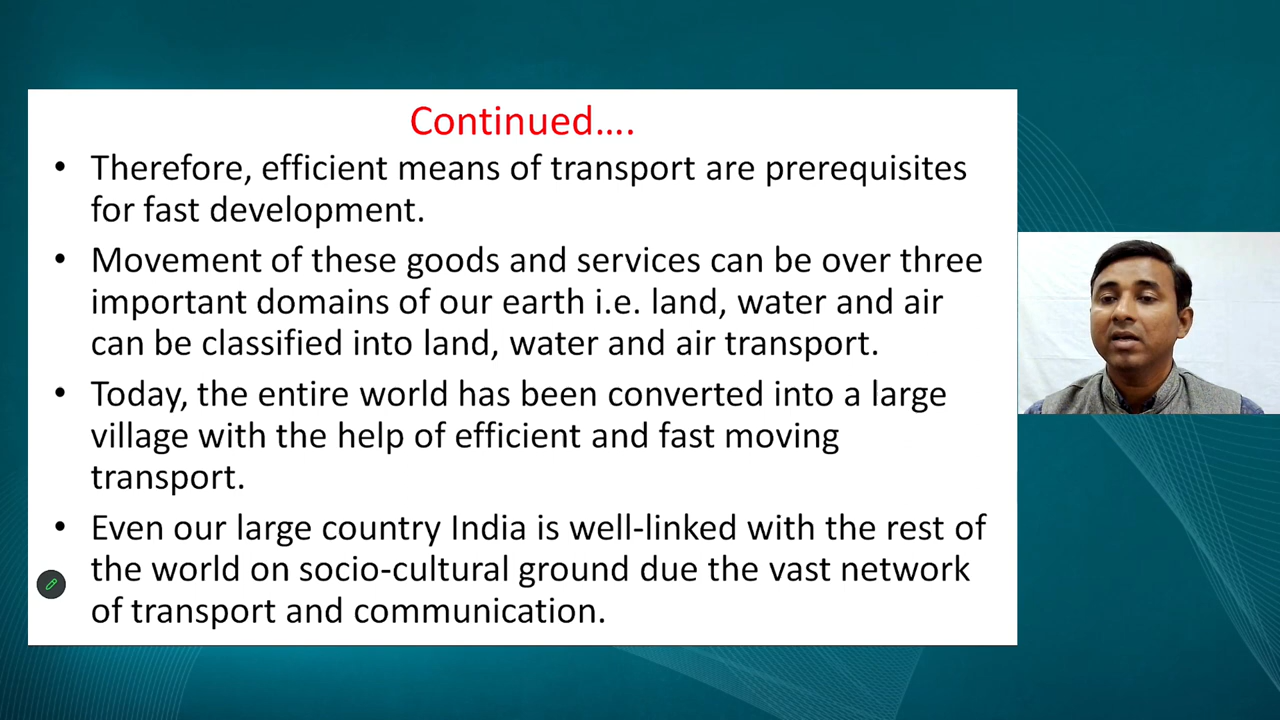 Continued....
• Therefore, efficient means of transport are prerequisites
for fast development.
• Movement of these goods and services can be over three
important domains of our earth i.e. land, water and air
can be classified into land, water and air transport.
• Today, the entire world has been converted into a large
village with the help of efficient and fast moving
transport.
• Even our large country India is well-linked with the rest of
the world on socio-cultural ground due the vast network
of transport and communication.